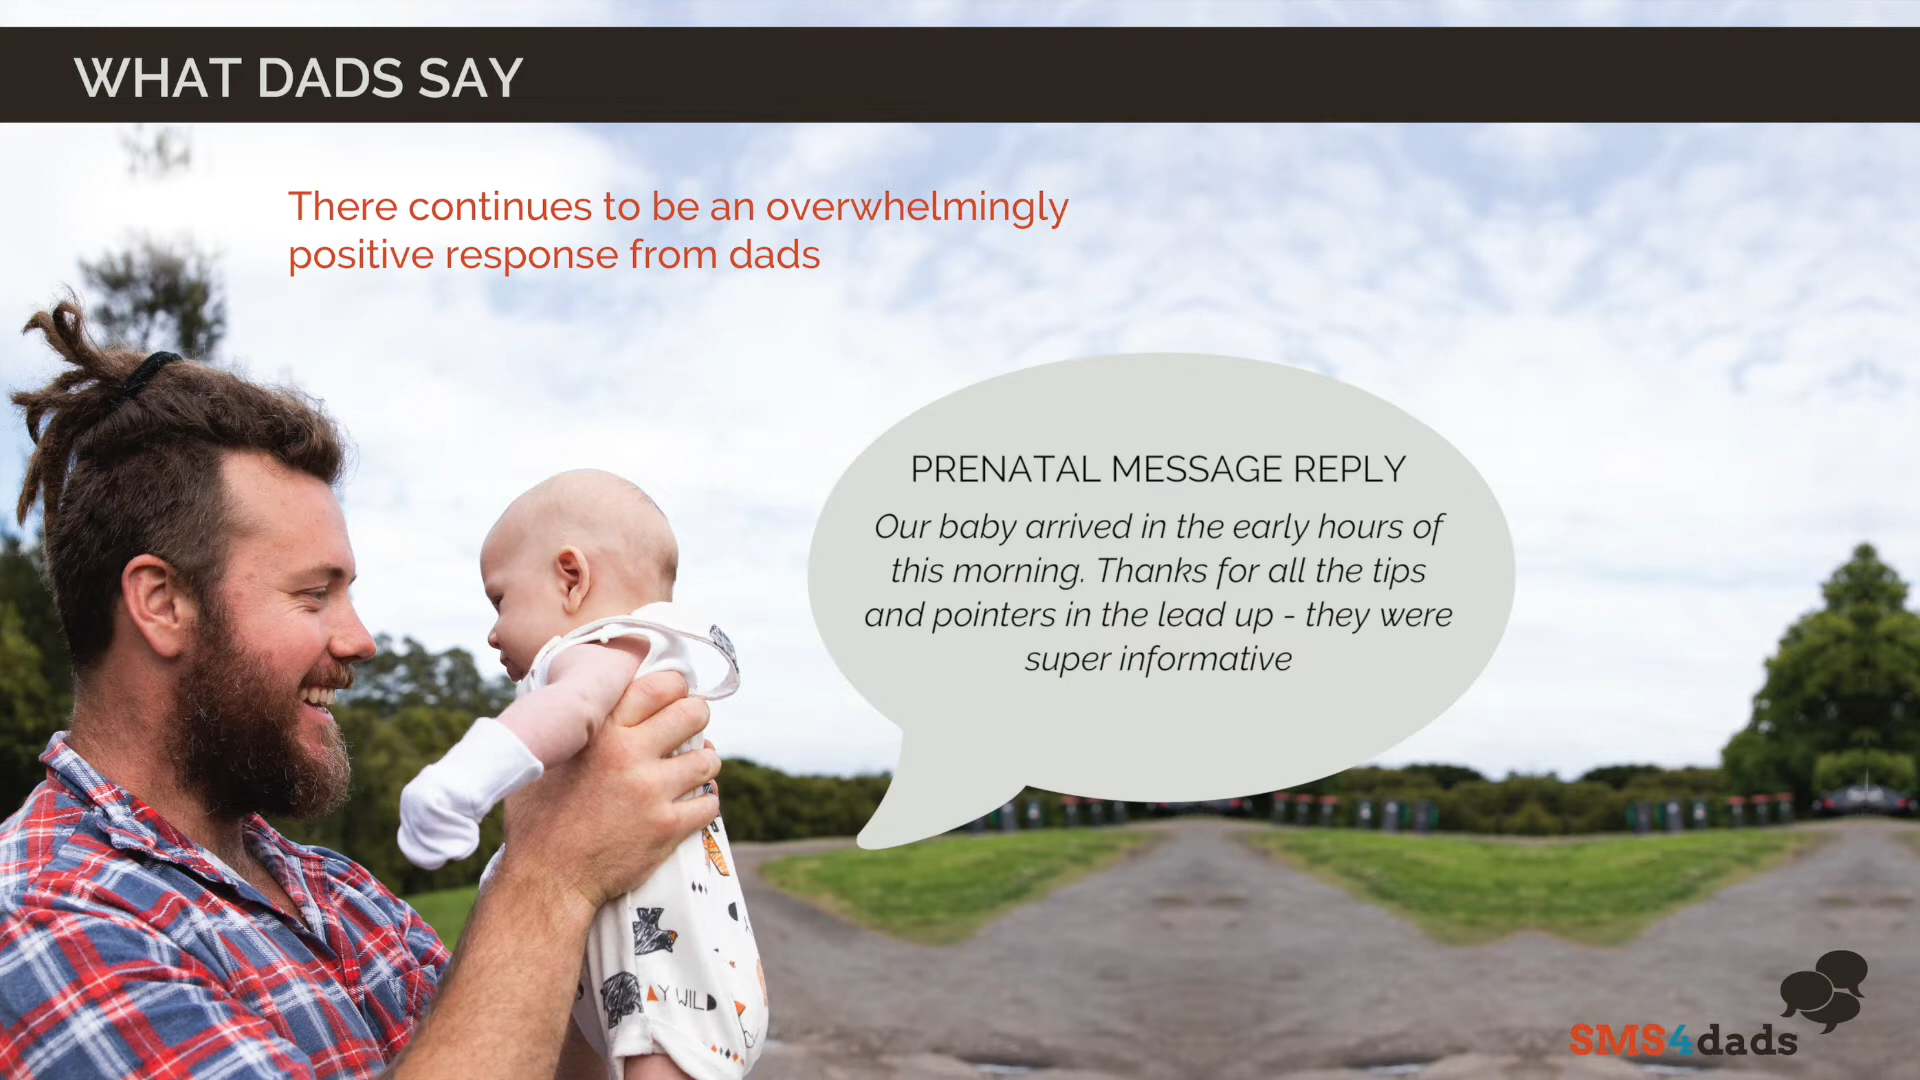 WHAT DADS SAY
There continues to be an overwhelmingly
positive response from dads
PRENATAL MESSAGE REPLY
Our baby arrived in the early hours of
this morning. Thanks for all the tips
and pointers in the lead up - they were
super informative
AY WILD
SMS4dads